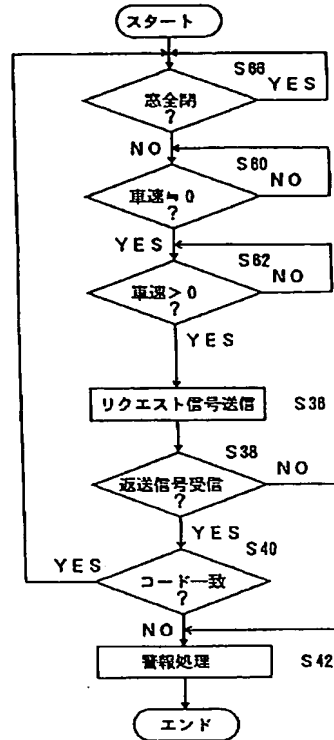 スタート
S66
窓全閉
?
YES
NO
S60
車速≒0
?
NO
YES
S62
車速>0
?
NO
YES
リクエスト信号送信
S36
S38
返送信号受信
?
NO
YES
S40
コード一致
?
YES
NO
警報処理
S42
エンド